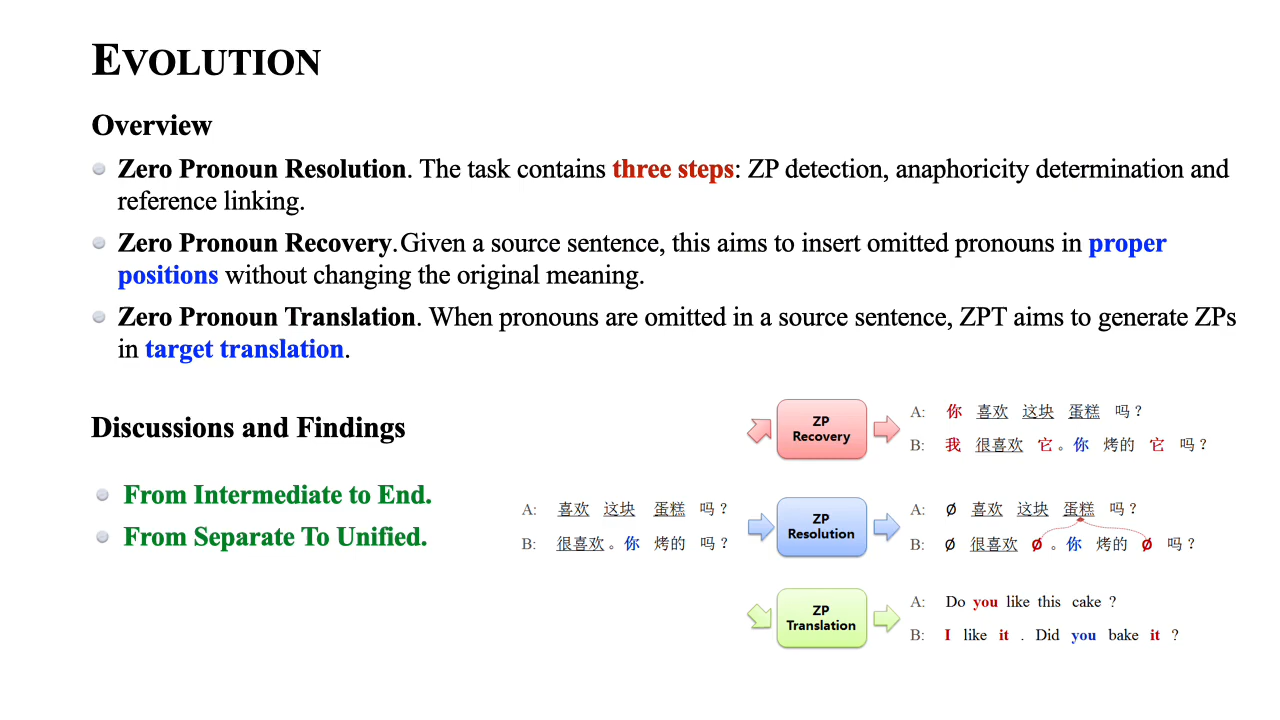 EVOLUTION
Overview
Zero Pronoun Resolution. The task contains three steps: ZP detection, anaphoricity determination and
reference linking.
Zero Pronoun Recovery.Given a source sentence, this aims to insert omitted pronouns in proper
positions without changing the original meaning.
Zero Pronoun Translation. When pronouns are omitted in a source sentence, ZPT aims to generate ZPs
in target translation.
Discussions and Findings
From Intermediate to End.
From Separate To Unified.
A: 喜欢 这块 蛋糕 吗？
B: 很喜欢。你 烤的 吗？
ZP
Recovery
A: 你 喜欢 这块 蛋糕 吗？
B: 我 很喜欢 它。你 烤的 它 吗？
ZP
Resolution
A: Ø 喜欢 这块 蛋糕 吗？
B: Ø 很喜欢 Ø 。你 烤的 Ø 吗？
ZP
Translation
A: Do you like this cake ?
B: I like it . Did you bake it ?